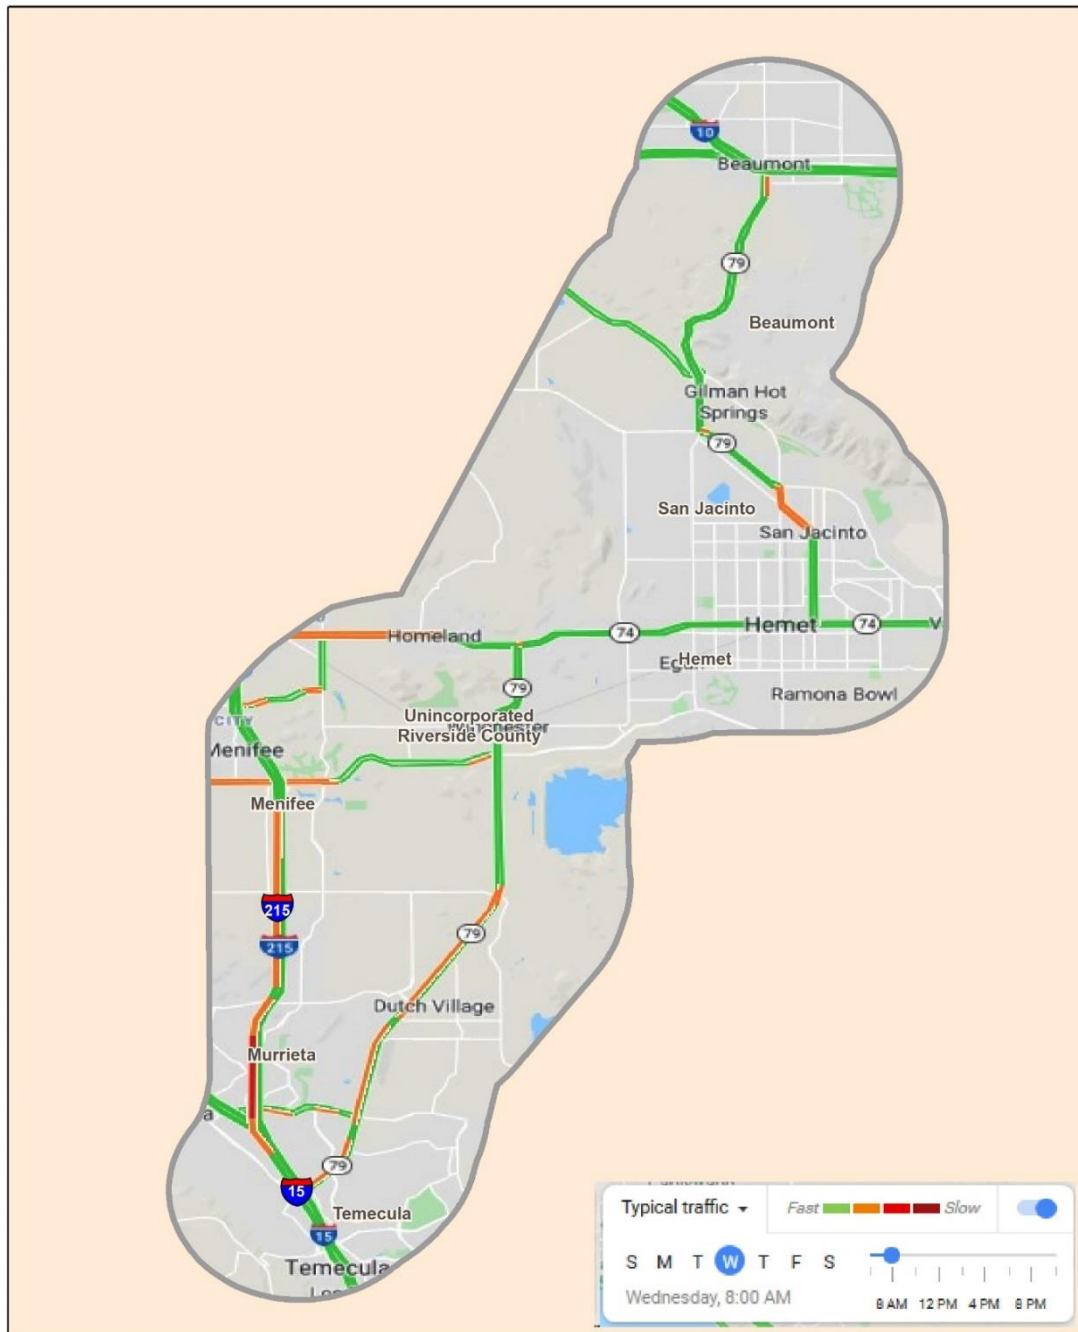 10
Beaumont
79
Beaumont
Gilman Hot
Springs
79
San Jacinto
San Jacinto
Homeland
74
Hemet
74
V
Hemet
79
Ramona Bowl
CITY
Unincorporated
Riverside County
Menifee
Menifee
215
215
79
Dutch Village
Murrieta
a
79
15
Temecula
15
Temecula
Typical traffic
Fast
Slow
S M T W T F S
Wednesday, 8:00 AM
8 AM 12 PM 4 PM 8 PM